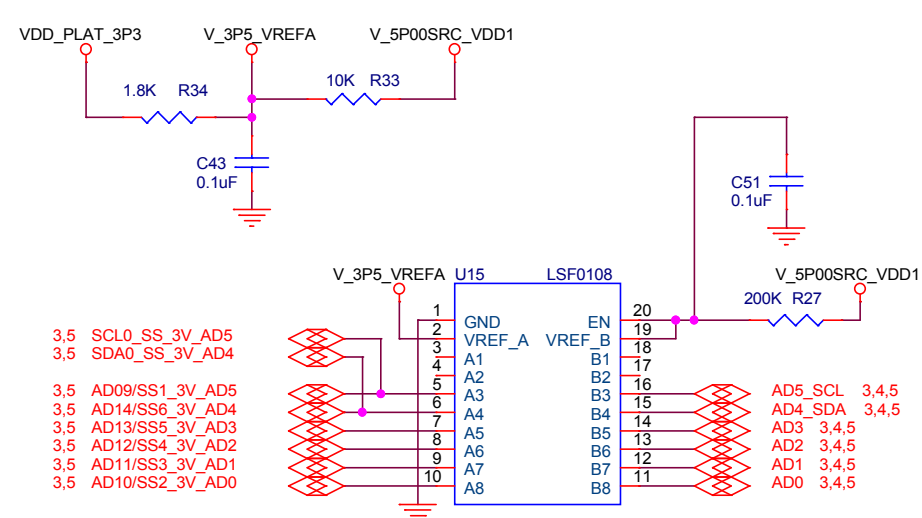 VDD_PLAT_3P3 V_3P5_VREFA V_5P00SRC_VDD1
1.8K R34 10K R33
C43
0.1uF
C51
0.1uF
V_3P5_VREFA U15 LSF0108 V_5P00SRC_VDD1
200K R27
1 GND EN 20
2 VREF_A VREF_B 19
3 A1 B1 18
4 A2 B2 17
5 A3 B3 16
6 A4 B4 15
7 A5 B5 14
8 A6 B6 13
9 A7 B7 12
10 A8 B8 11
3,5 SCL0_SS_3V_AD5
3,5 SDA0_SS_3V_AD4
3,5 AD09/SS1_3V_AD5
3,5 AD14/SS6_3V_AD4
3,5 AD13/SS5_3V_AD3
3,5 AD12/SS4_3V_AD2
3,5 AD11/SS3_3V_AD1
3,5 AD10/SS2_3V_AD0
AD5_SCL 3,4,5
AD4_SDA 3,4,5
AD3 3,4,5
AD2 3,4,5
AD1 3,4,5
AD0 3,4,5